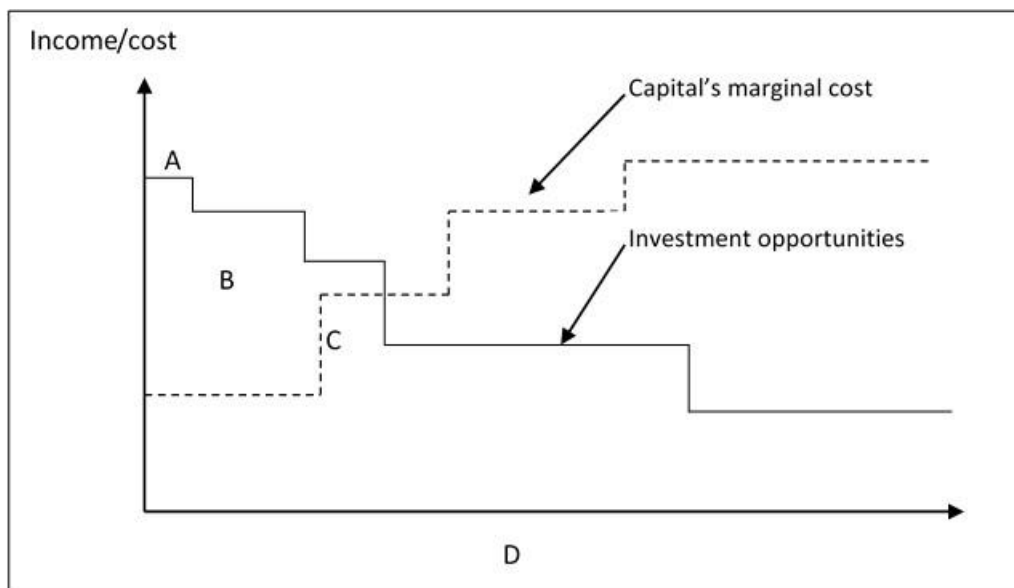 Income/cost
Capital’s marginal cost
A
Investment opportunities
B
C
D